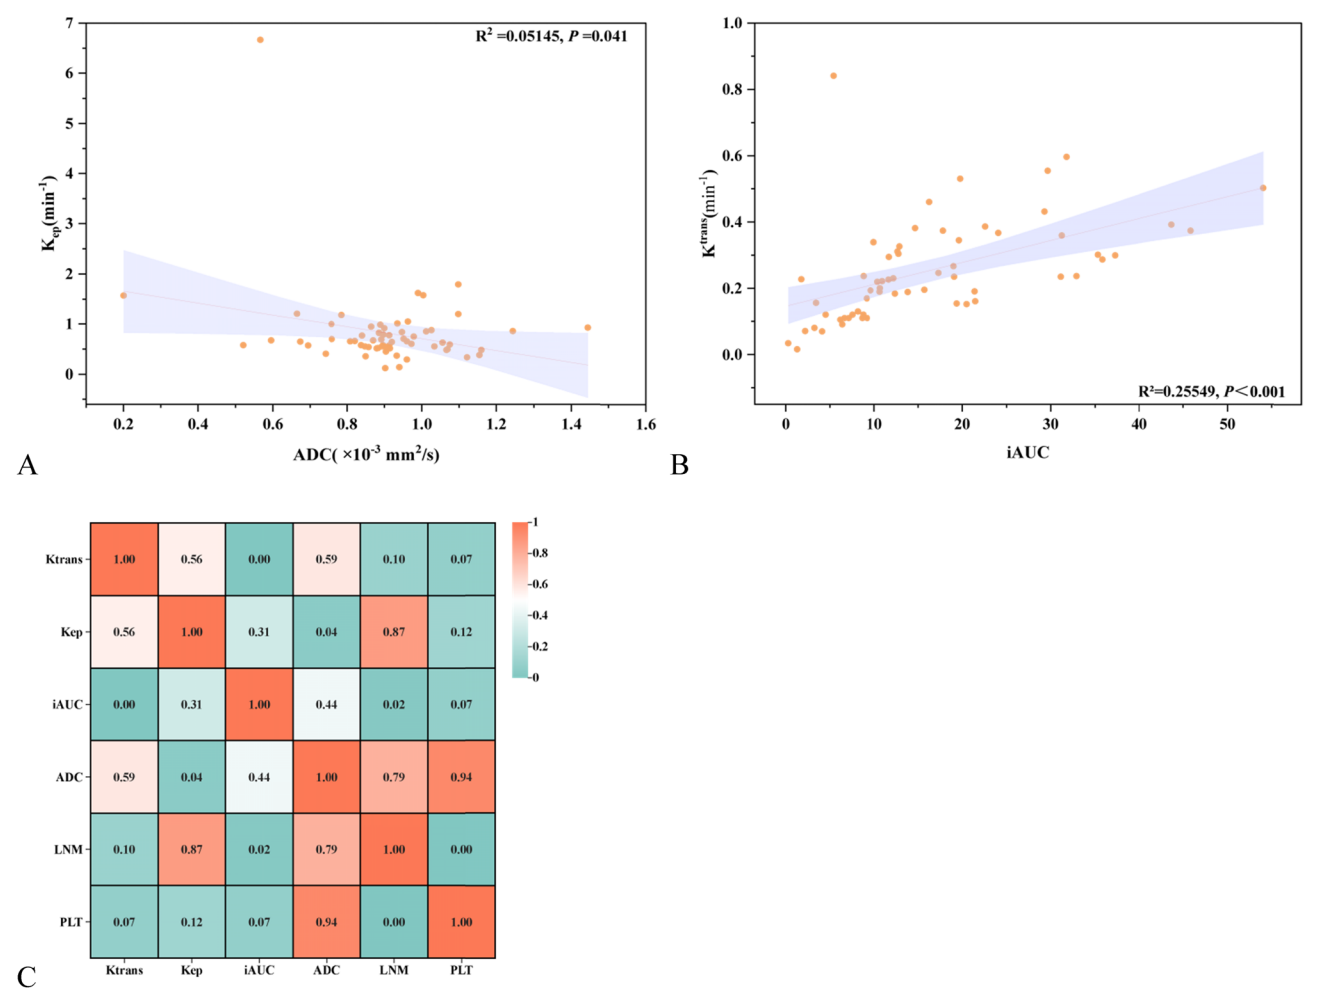 R² =0.05145, P =0.041
7
6
5
4
3
2
1
0
Kep(min⁻¹)
0.2 0.4 0.6 0.8 1.0 1.2 1.4 1.6
ADC( ×10⁻³ mm²/s)
A
1.0
0.8
0.6
0.4
0.2
0.0
Kᵗʳᵃⁿˢ(min⁻¹)
R²=0.25549, P<0.001
0 10 20 30 40 50
iAUC
B
Ktrans 1.00 0.56 0.00 0.59 0.10 0.07
Kep 0.56 1.00 0.31 0.04 0.87 0.12
iAUC 0.00 0.31 1.00 0.44 0.02 0.07
ADC 0.59 0.04 0.44 1.00 0.79 0.94
LNM 0.10 0.87 0.02 0.79 1.00 0.00
PLT 0.07 0.12 0.07 0.94 0.00 1.00
Ktrans Kep iAUC ADC LNM PLT
1
0.8
0.6
0.4
0.2
0
C